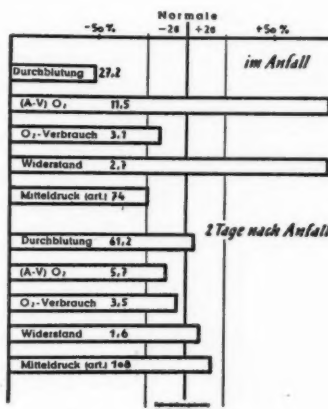 Normale
-50% -2σ +2σ +50%
im Anfall
Durchblutung 27,2
(A-V) O₂ 11,5
O₂-Verbrauch 3,1
Widerstand 2,7
Mitteldruck (art.) 74
2 Tage nach Anfall
Durchblutung 61,2
(A-V) O₂ 5,7
O₂-Verbrauch 3,5
Widerstand 1,6
Mitteldruck (art.) 108